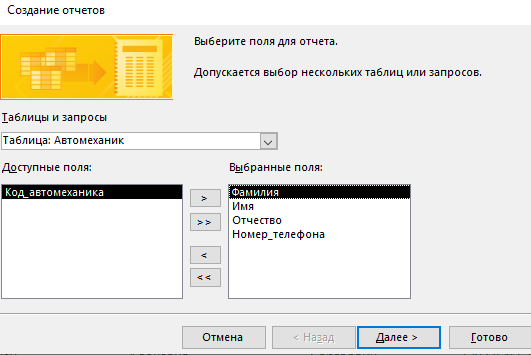 Создание отчетов
Выберите поля для отчета.
Допускается выбор нескольких таблиц или запросов.
Таблицы и запросы
Таблица: Автомеханик
Доступные поля:
Выбранные поля:
Код_автомеханика
>
>>
<
<<
Фамилия
Имя
Отчество
Номер_телефона
Отмена
< Назад
Далее >
Готово